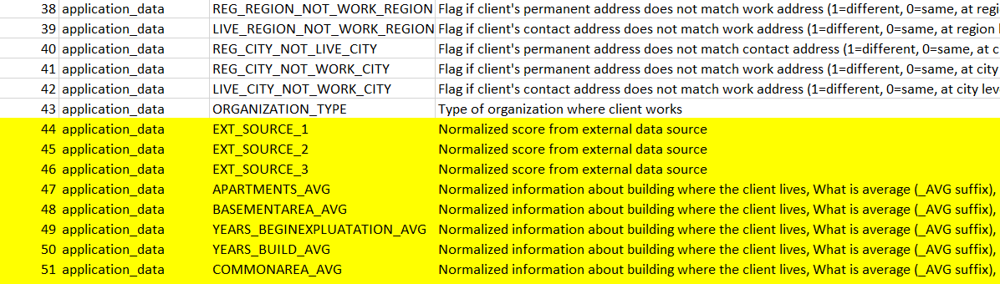 38 application_data REG_REGION_NOT_WORK_REGION Flag if client's permanent address does not match work address (1=different, 0=same, at regi
39 application_data LIVE_REGION_NOT_WORK_REGION Flag if client's contact address does not match work address (1=different, 0=same, at region l
40 application_data REG_CITY_NOT_LIVE_CITY Flag if client's permanent address does not match contact address (1=different, 0=same, at c
41 application_data REG_CITY_NOT_WORK_CITY Flag if client's permanent address does not match work address (1=different, 0=same, at city
42 application_data LIVE_CITY_NOT_WORK_CITY Flag if client's contact address does not match work address (1=different, 0=same, at city lev
43 application_data ORGANIZATION_TYPE Type of organization where client works
44 application_data EXT_SOURCE_1 Normalized score from external data source
45 application_data EXT_SOURCE_2 Normalized score from external data source
46 application_data EXT_SOURCE_3 Normalized score from external data source
47 application_data APARTMENTS_AVG Normalized information about building where the client lives, What is average (_AVG suffix),
48 application_data BASEMENTAREA_AVG Normalized information about building where the client lives, What is average (_AVG suffix),
49 application_data YEARS_BEGINEXPLUATATION_AVG Normalized information about building where the client lives, What is average (_AVG suffix),
50 application_data YEARS_BUILD_AVG Normalized information about building where the client lives, What is average (_AVG suffix),
51 application_data COMMONAREA_AVG Normalized information about building where the client lives, What is average (_AVG suffix),